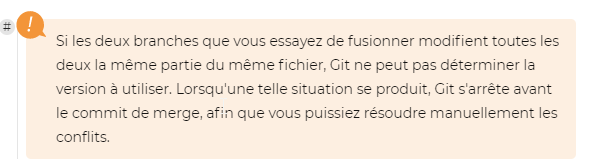 #
!
Si les deux branches que vous essayez de fusionner modifient toutes les
deux la même partie du même fichier, Git ne peut pas déterminer la
version à utiliser. Lorsqu'une telle situation se produit, Git s'arrête avant
le commit de merge, afin que vous puissiez résoudre manuellement les
conflits.